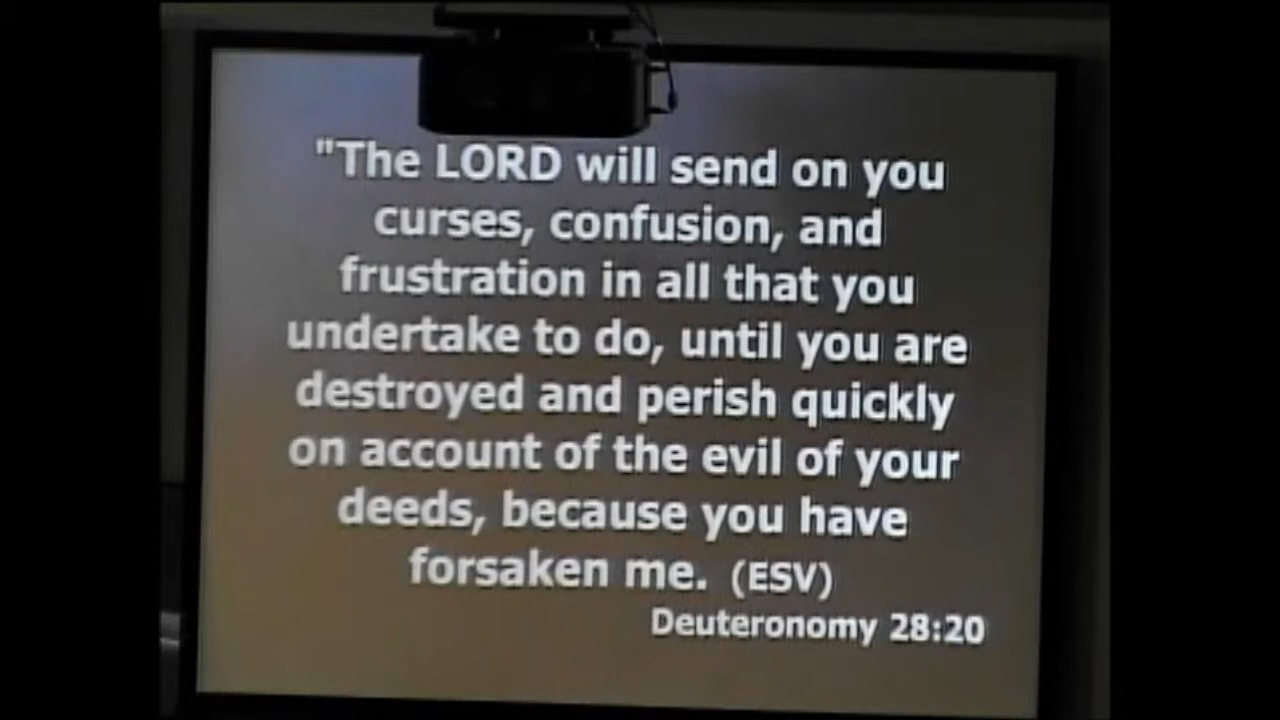 "The LORD will send on you
curses, confusion, and
frustration in all that you
undertake to do, until you are
destroyed and perish quickly
on account of the evil of your
deeds, because you have
forsaken me. (ESV)
Deuteronomy 28:20